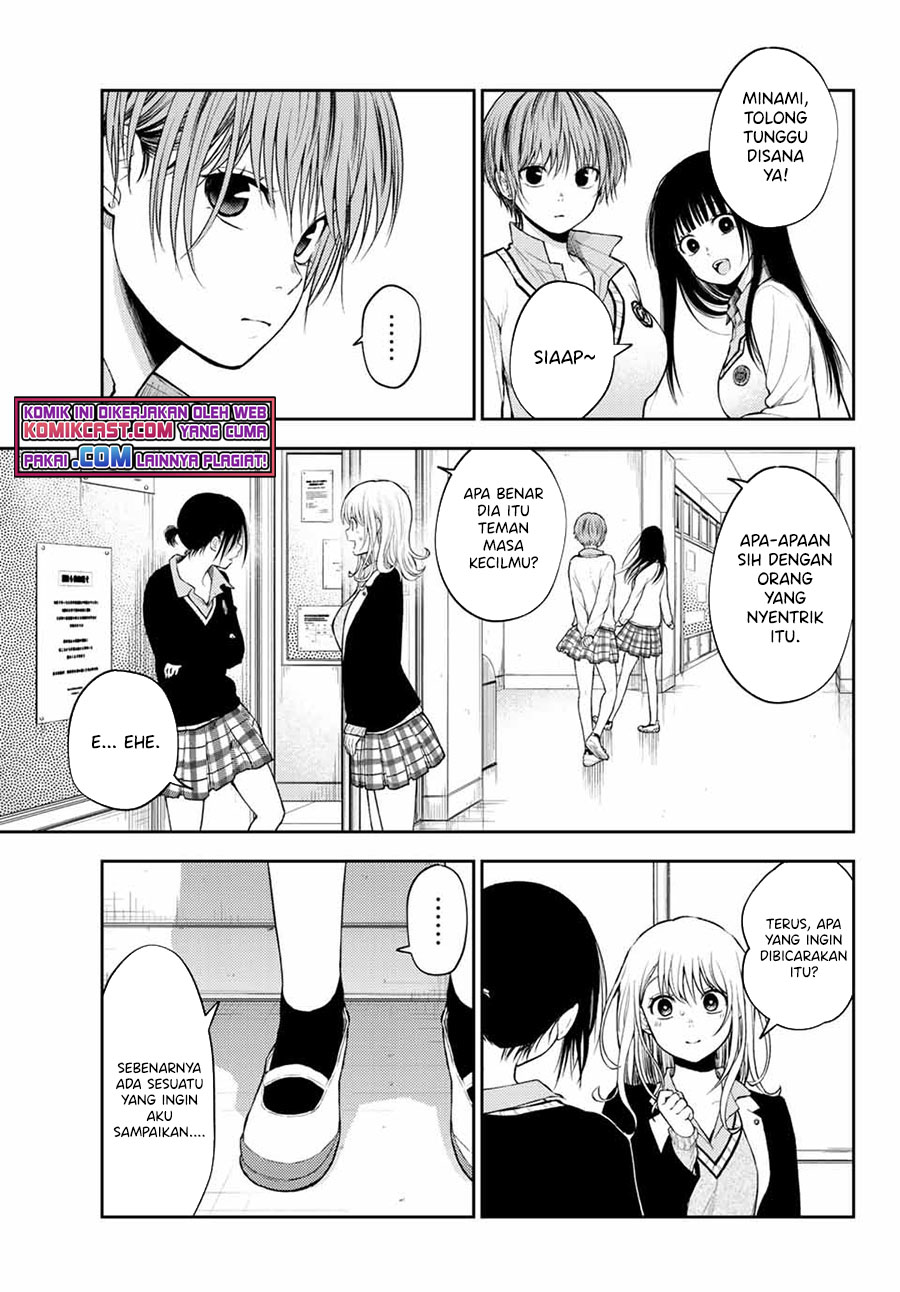 MINAMI,
TOLONG
TUNGGU
DISANA
YA!
SIAAP~
......
KOMIK INI DIKERJAKAN OLEH WEB
KOMIKCAST.COM YANG CUMA
PAKAI .COM LAINNYA PLAGIAT!
APA-APAAN
SIH DENGAN
ORANG
YANG
NYENTRIK
ITU.
APA BENAR
DIA ITU
TEMAN
MASA
KECILMU?
E... EHE.
TERUS, APA
YANG INGIN
DIBICARAKAN
ITU?
......
SEBENARNYA
ADA SESUATU
YANG INGIN
AKU
SAMPAIKAN....